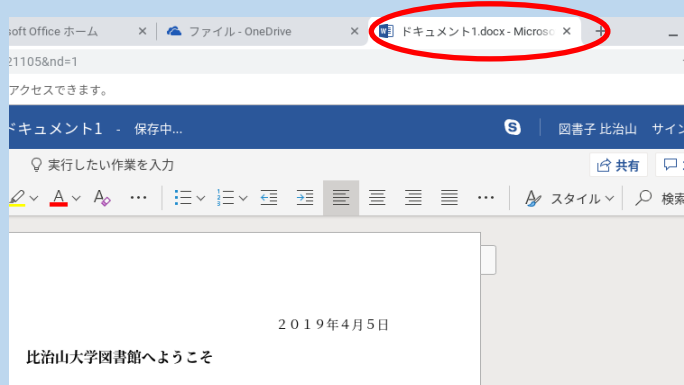 soft Office ホーム
ファイル - OneDrive
ドキュメント1.docx - Microso
21105&nd=1
アクセスできます。
ドキュメント1 - 保存中...
図書子 比治山
サイン
実行したい作業を入力
共有
スタイル
検索
2019年4月5日
比治山大学図書館へようこそ